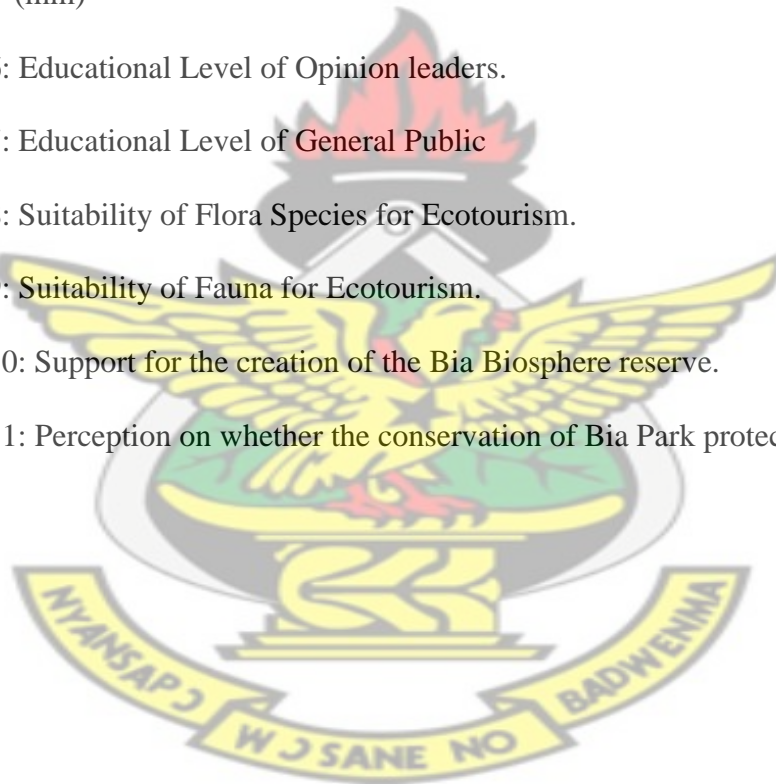 (mm)
: Educational Level of Opinion leaders.
: Educational Level of General Public
: Suitability of Flora Species for Ecotourism.
: Suitability of Fauna for Ecotourism.
0: Support for the creation of the Bia Biosphere reserve.
1: Perception on whether the conservation of Bia Park protec
NYANSAPƆ
WƆ SANE NO
BADWENMA